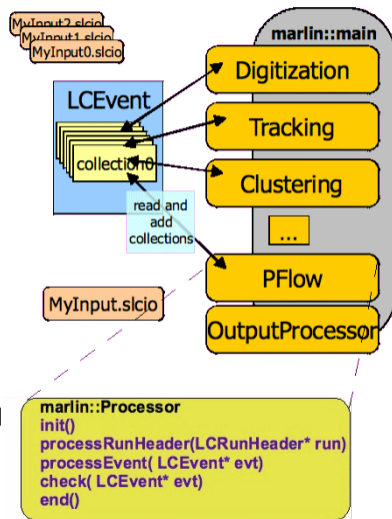 MyInput2.slcio
MyInput1.slcio
MyInput0.slcio
marlin::main
LCEvent
collection0
read and
add
collections
Digitization
Tracking
Clustering
...
PFlow
OutputProcessor
MyInput.slcio
marlin::Processor
init()
processRunHeader(LCRunHeader* run)
processEvent( LCEvent* evt)
check( LCEvent* evt)
end()